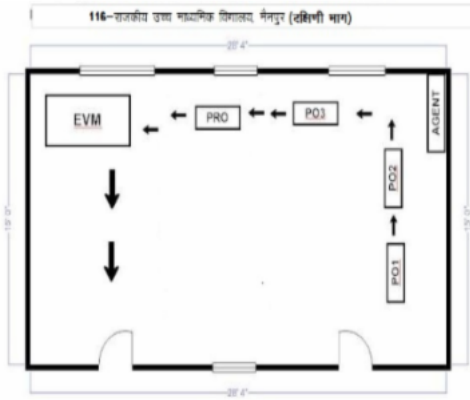 116–राजकीय उच्च माध्यमिक विद्यालय, मैनपुर (दक्षिणी भाग)
28' 4"
EVM
PRO
PO3
AGENT
PO2
PO1
28' 4"